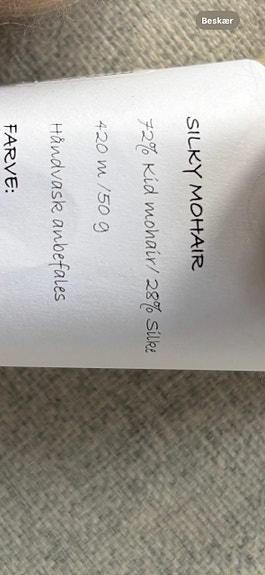 Beskær
SILKY MOHAIR
72% Kid mohair/ 28% Silke
420 m /50 g
Håndvask anbefales
FARVE: